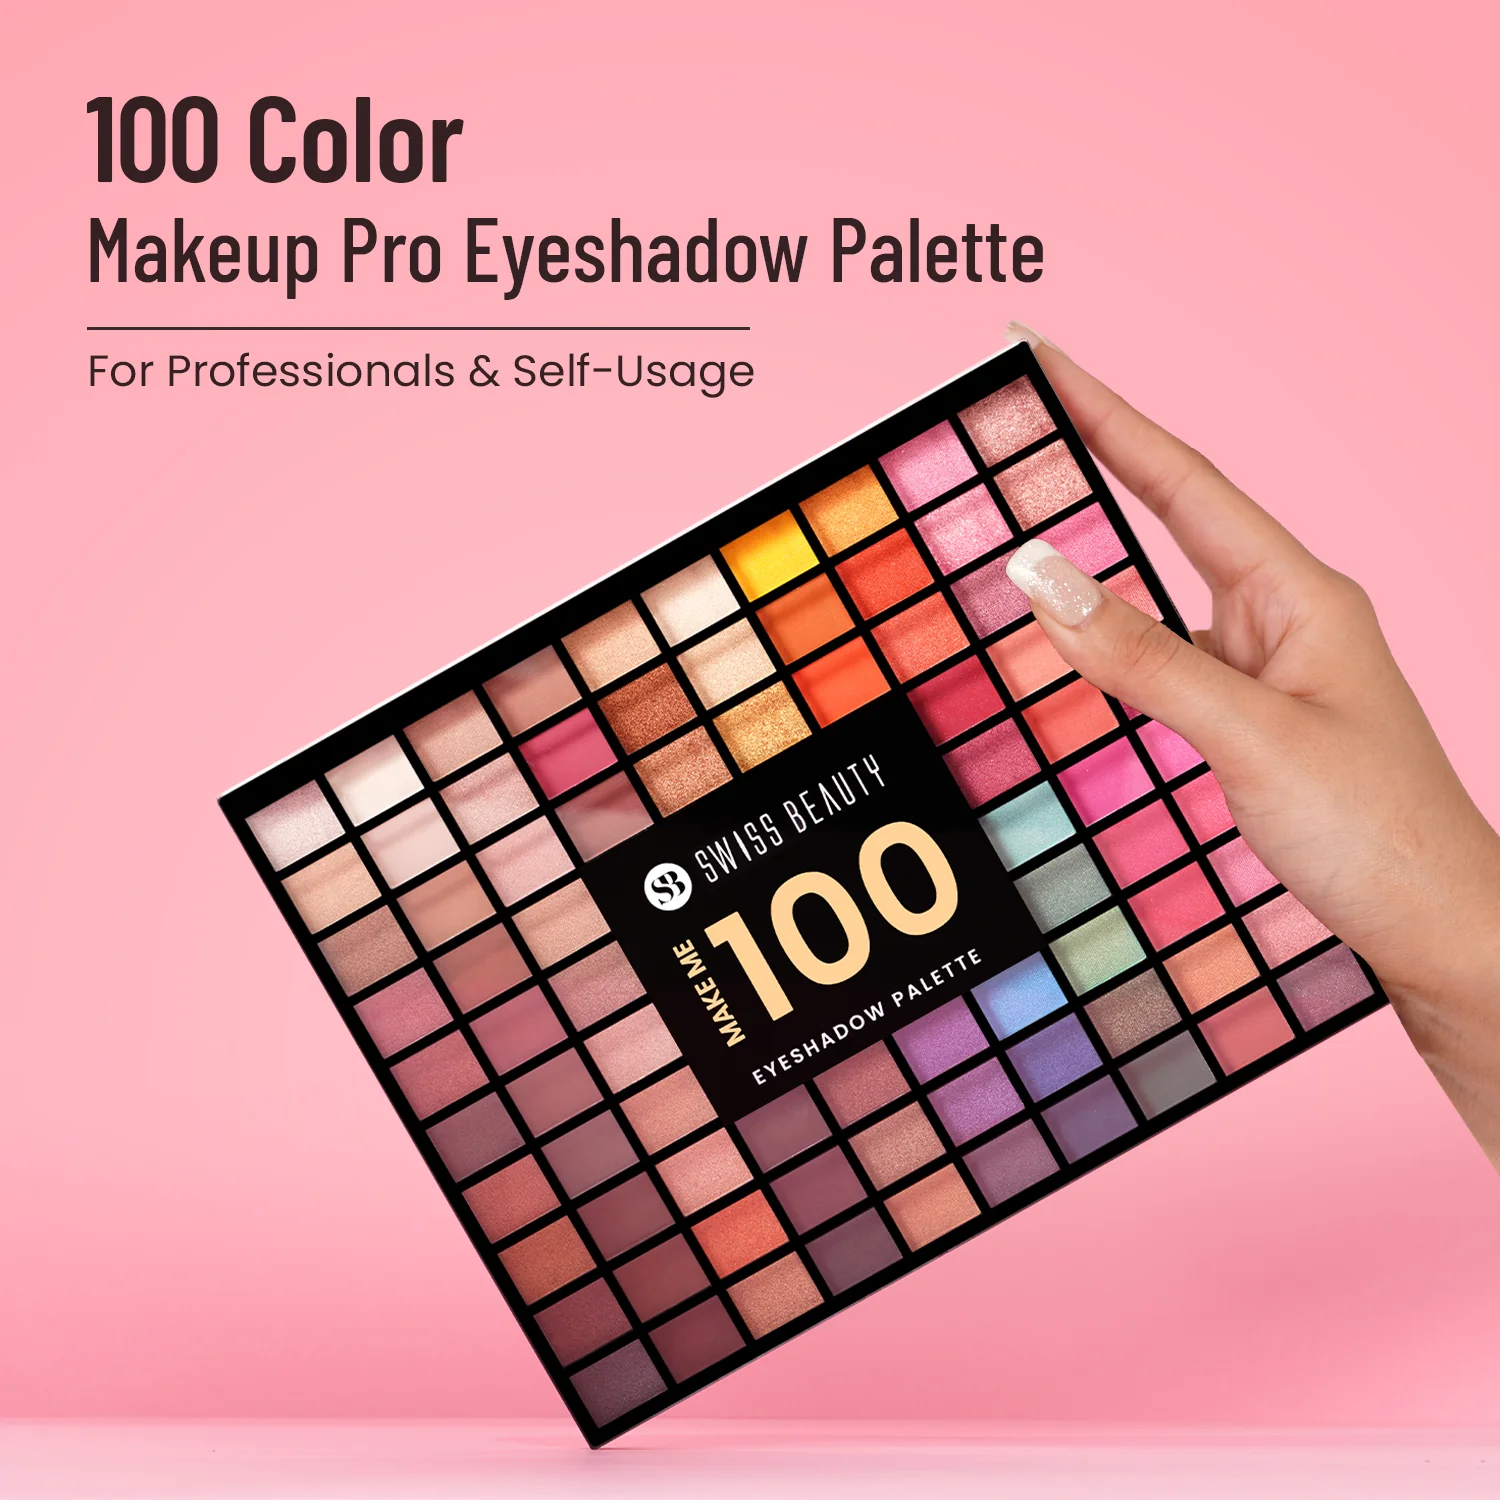 100 Color
Makeup Pro Eyeshadow Palette
For Professionals & Self-Usage
SB SWISS BEAUTY
MAKE ME
100
EYESHADOW PALETTE